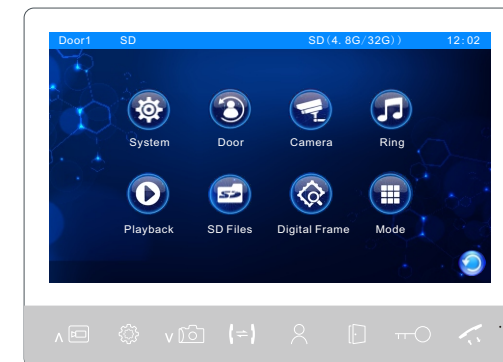 Door1 SD SD(4. 8G/32G)) 12:02
System Door Camera Ring
Playback SD Files Digital Frame Mode